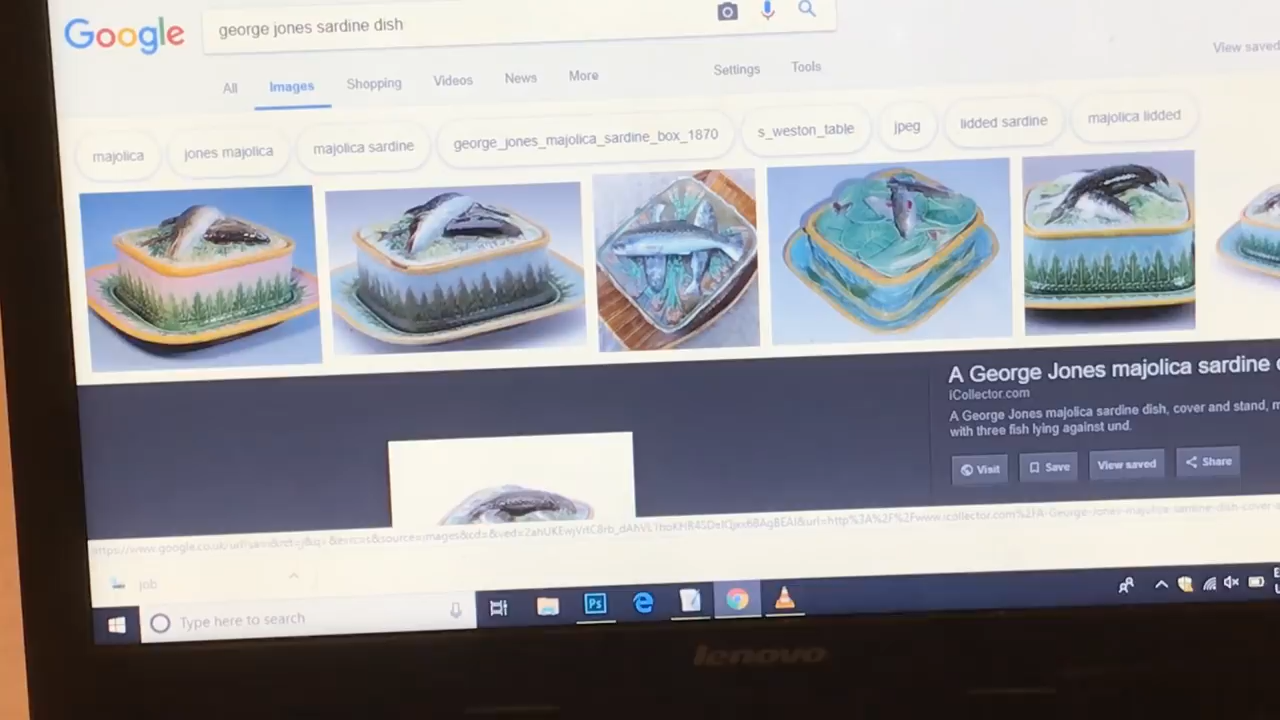 Google
george jones sardine dish
View saved
All Images Shopping Videos News More Settings Tools
majolica
jones majolica
majolica sardine
george_jones_majolica_sardine_box_1870
s_weston_table
jpeg
lidded sardine
majolica lidded
A George Jones majolica sardine
iCollector.com
A George Jones majolica sardine dish, cover and stand,
with three fish lying against und.
Visit
Save
View saved
Share
job
Type here to search
Ps
lenovo